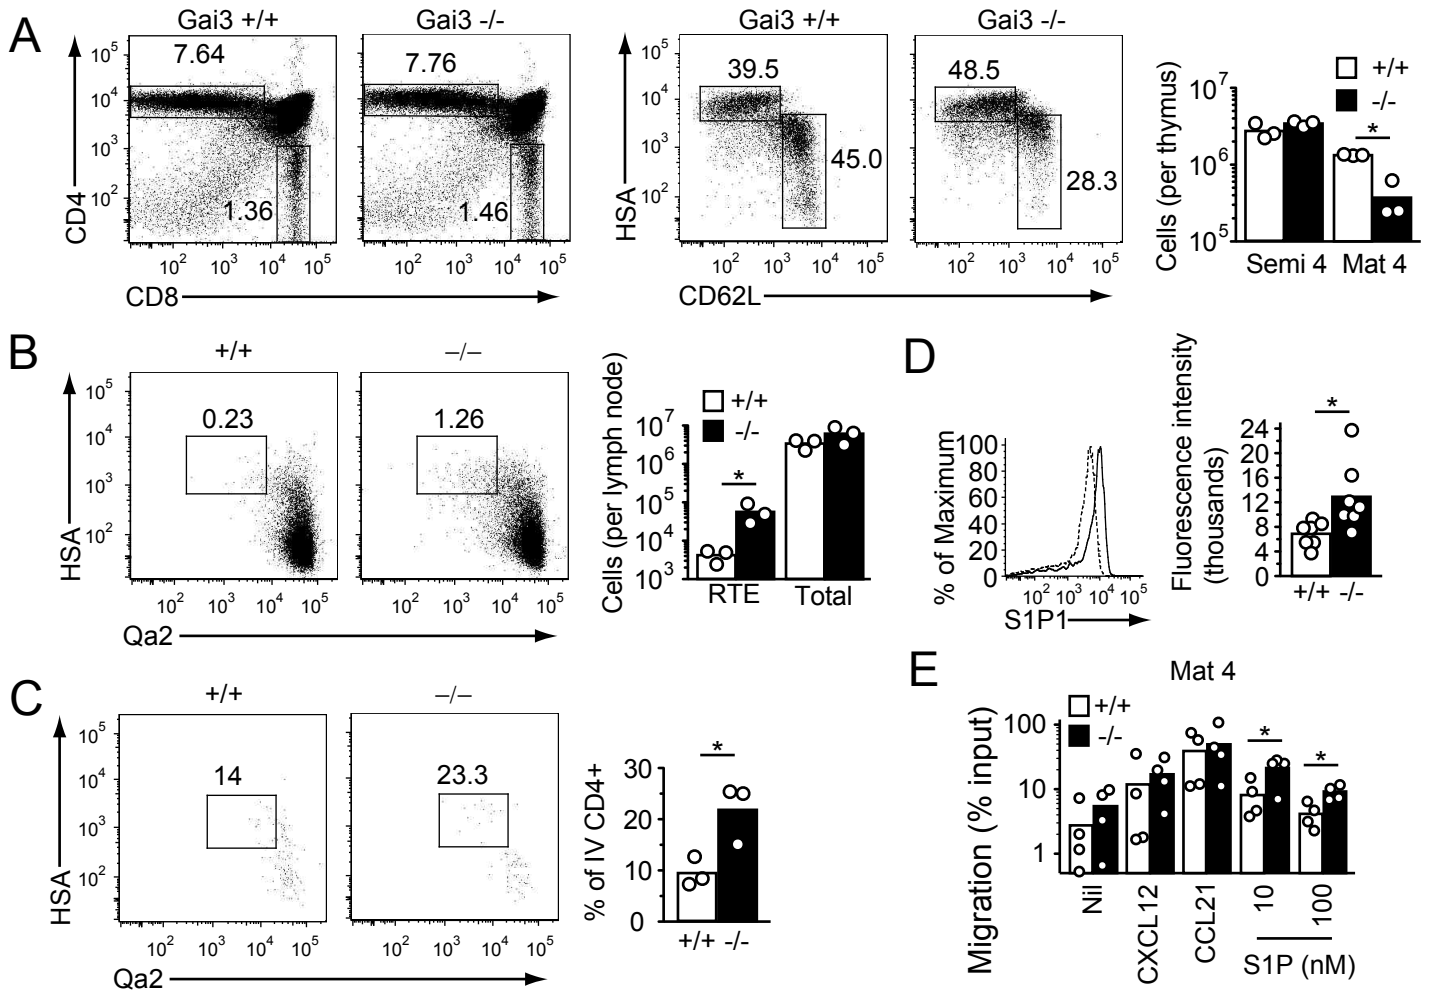 A
Gai3 +/+
Gai3 -/-
Gai3 +/+
Gai3 -/-
CD4
10^5
10^4
10^3
10^2
7.64
1.36
7.76
1.46
10^2 10^3 10^4 10^5
10^2 10^3 10^4 10^5
CD8
HSA
10^5
10^4
10^3
10^2
39.5
45.0
48.5
28.3
10^2 10^3 10^4 10^5
10^2 10^3 10^4 10^5
CD62L
Cells (per thymus)
10^7
10^6
10^5
+/+
-/-
*
Semi 4 Mat 4
B
+/+
−/−
HSA
10^5
10^4
10^3
10^2
0.23
1.26
10^2 10^3 10^4 10^5
10^2 10^3 10^4 10^5
Qa2
Cells (per lymph node)
10^7
10^6
10^5
10^4
10^3
+/+
-/-
*
RTE Total
C
+/+
−/−
HSA
10^5
10^4
10^3
10^2
14
23.3
10^2 10^3 10^4 10^5
10^2 10^3 10^4 10^5
Qa2
% of IV CD4+
30
20
10
0
*
+/+ -/-
D
% of Maximum
100
80
60
40
20
0
10^2 10^3 10^4 10^5
S1P1
Fluorescence intensity
(thousands)
24
20
16
12
8
4
0
*
+/+ -/-
E
Mat 4
Migration (% input)
100
10
1
+/+
-/-
*
*
Nil
CXCL12
CCL21
10
100
S1P (nM)